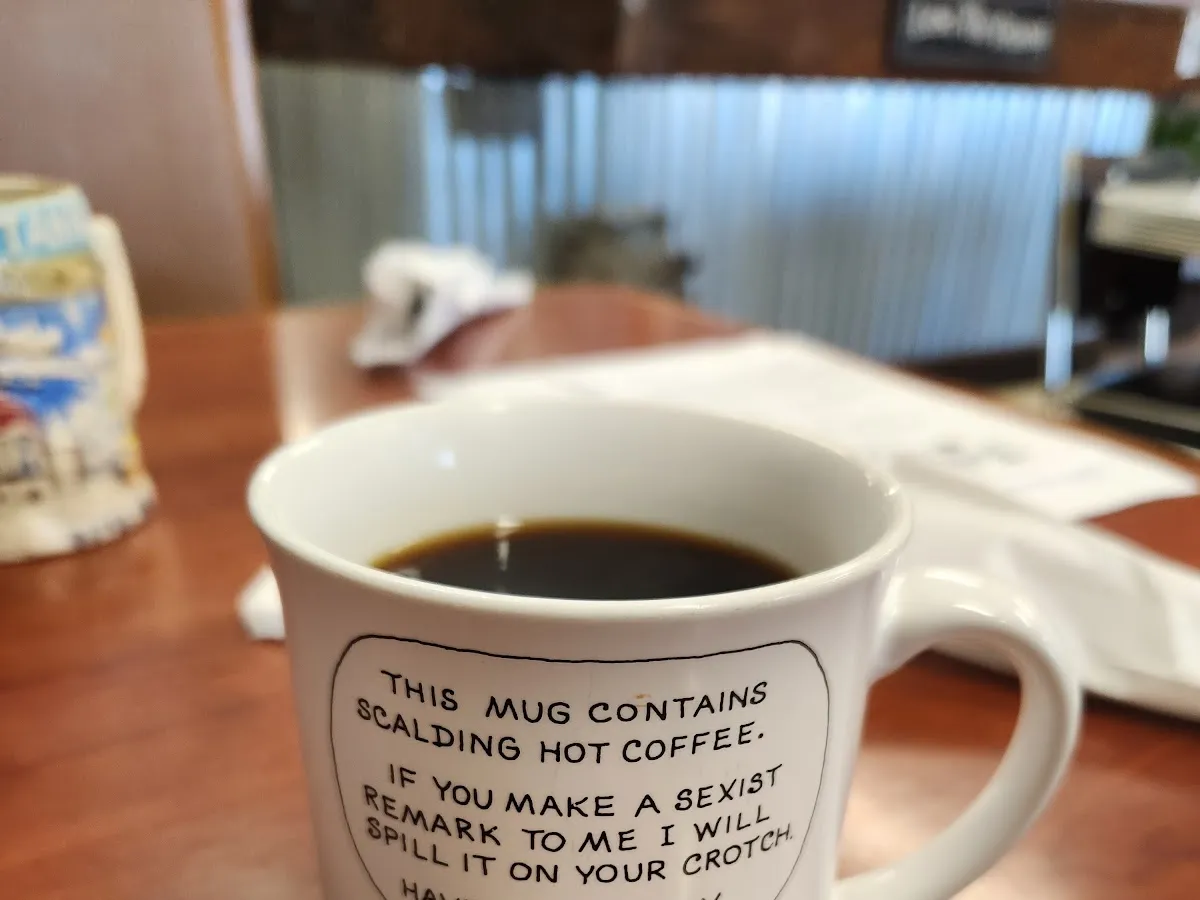 THIS MUG CONTAINS
SCALDING HOT COFFEE.
IF YOU MAKE A SEXIST
REMARK TO ME I WILL
SPILL IT ON YOUR CROTCH.